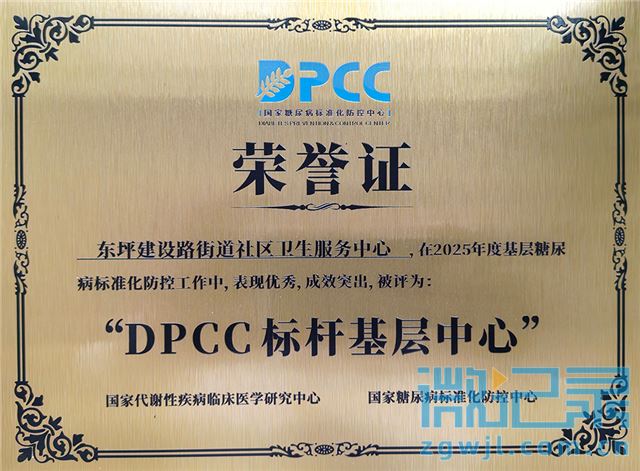 DPCC
国家糖尿病标准化防控中心
DIABETES PREVENTION & CONTROL CENTER
荣誉证
东坪建设路街道社区卫生服务中心,在2025年度基层糖尿
病标准化防控工作中,表现优秀,成效突出,被评为:
“DPCC标杆基层中心”
国家代谢性疾病临床医学研究中心 国家糖尿病标准化防控中心
微记录
zgwjl.com.cn